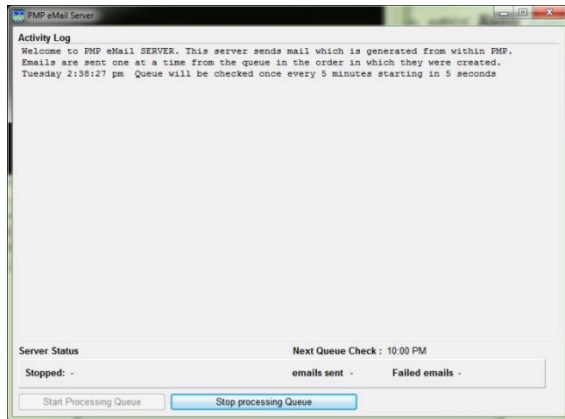 PMP eMail Server
Activity Log
Welcome to PMP eMail SERVER. This server sends mail which is generated from within PMP.
Emails are sent one at a time from the queue in the order in which they were created.
Tuesday 2:38:27 pm  Queue will be checked once every 5 minutes starting in 5 seconds
Server Status
Next Queue Check : 10:00 PM
Stopped: -
emails sent -
Failed emails -
Start Processing Queue
Stop processing Queue